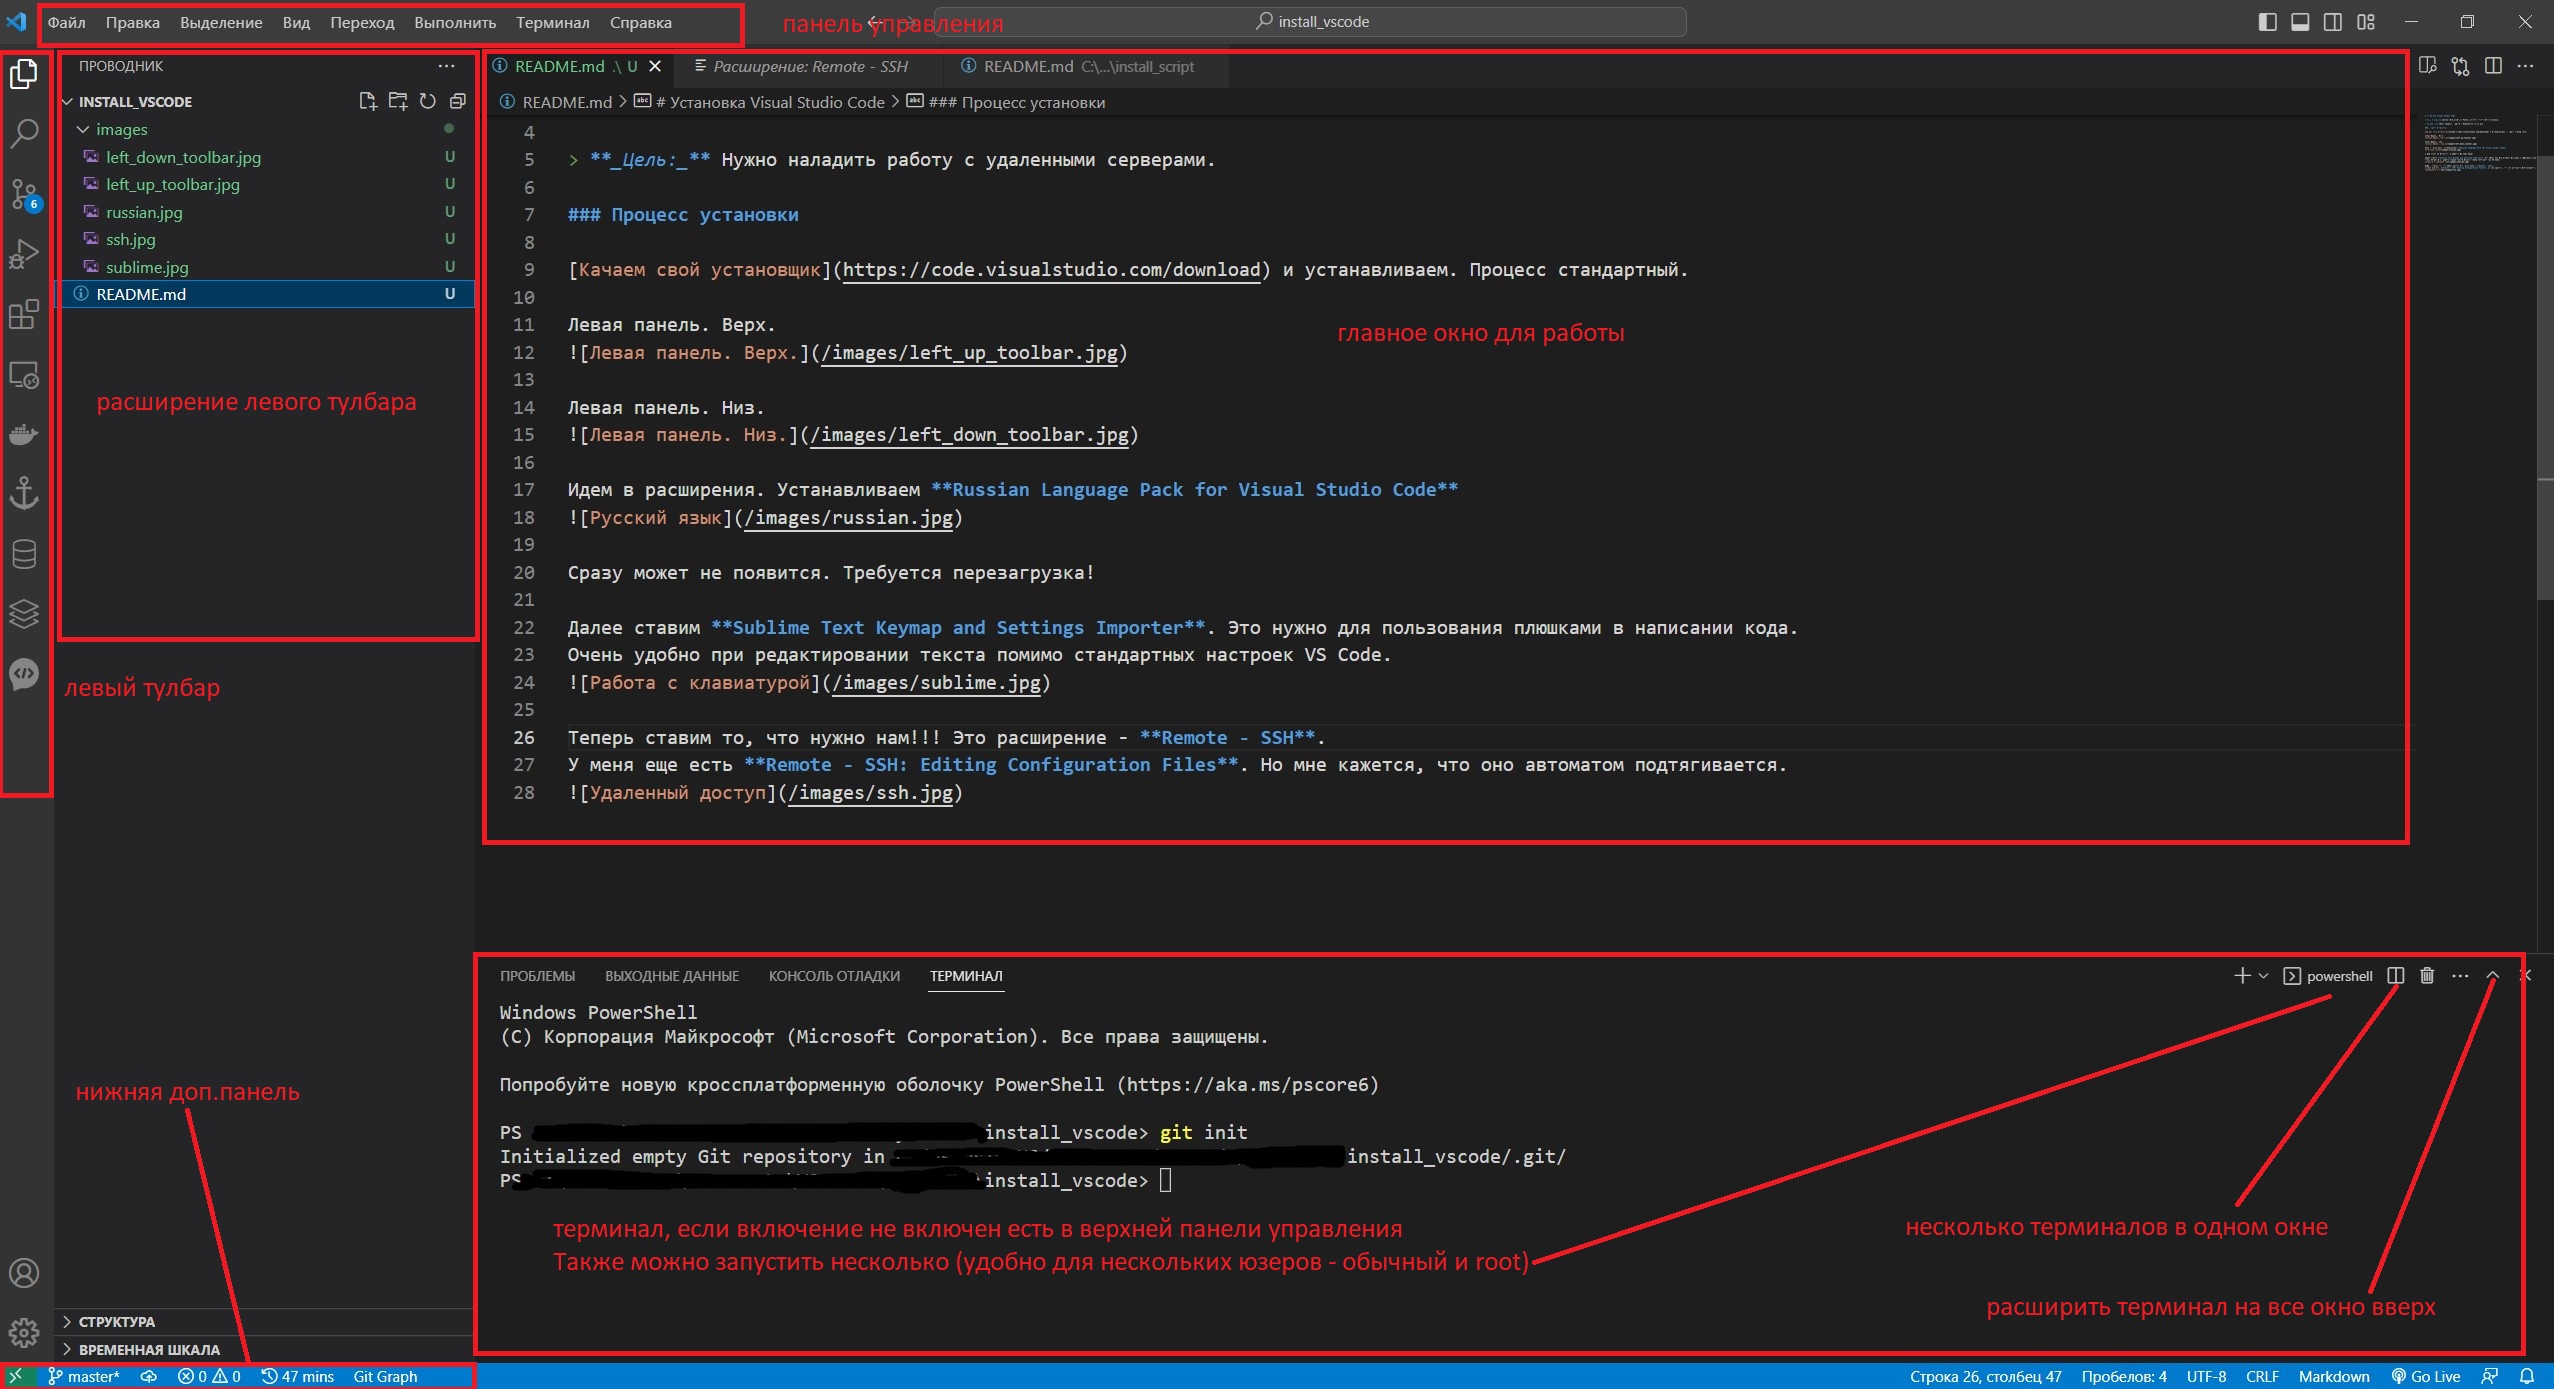 Файл Правка Выделение Вид Переход Выполнить Терминал Справка
панель управления
install_vscode
ПРОВОДНИК
INSTALL_VSCODE
images
left_down_toolbar.jpg U
left_up_toolbar.jpg U
russian.jpg U
ssh.jpg U
sublime.jpg U
README.md U
6
расширение левого тулбара
левый тулбар
нижняя доп.панель
СТРУКТУРА
ВРЕМЕННАЯ ШКАЛА
README.md .\ U Расширение: Remote - SSH README.md C:\...\install_script
README.md > # Установка Visual Studio Code > ### Процесс установки
4
5 > **_Цель:_** Нужно наладить работу с удаленными серверами.
6
7 ### Процесс установки
8
9 [Качаем свой установщик](https://code.visualstudio.com/download) и устанавливаем. Процесс стандартный.
10
11 Левая панель. Верх.
главное окно для работы
12 ![Левая панель. Верх.](/images/left_up_toolbar.jpg)
13
14 Левая панель. Низ.
15 ![Левая панель. Низ.](/images/left_down_toolbar.jpg)
16
17 Идем в расширения. Устанавливаем **Russian Language Pack for Visual Studio Code**
18 ![Русский язык](/images/russian.jpg)
19
20 Сразу может не появится. Требуется перезагрузка!
21
22 Далее ставим **Sublime Text Keymap and Settings Importer**. Это нужно для пользования плюшками в написании кода.
23 Очень удобно при редактировании текста помимо стандартных настроек VS Code.
24 ![Работа с клавиатурой](/images/sublime.jpg)
25
26 Теперь ставим то, что нужно нам!!! Это расширение - **Remote - SSH**.
27 У меня еще есть **Remote - SSH: Editing Configuration Files**. Но мне кажется, что оно автоматом подтягивается.
28 ![Удаленный доступ](/images/ssh.jpg)
ПРОБЛЕМЫ ВЫХОДНЫЕ ДАННЫЕ КОНСОЛЬ ОТЛАДКИ ТЕРМИНАЛ powershell
Windows PowerShell
(C) Корпорация Майкрософт (Microsoft Corporation). Все права защищены.
Попробуйте новую кроссплатформенную оболочку PowerShell (https://aka.ms/pscore6)
PS install_vscode> git init
Initialized empty Git repository in install_vscode/.git/
PS install_vscode>
терминал, если включение не включен есть в верхней панели управления
Также можно запустить несколько (удобно для нескольких юзеров - обычный и root)
несколько терминалов в одном окне
расширить терминал на все окно вверх
master* 0 0 47 mins Git Graph Строка 26, столбец 47 Пробелов: 4 UTF-8 CRLF Markdown Go Live